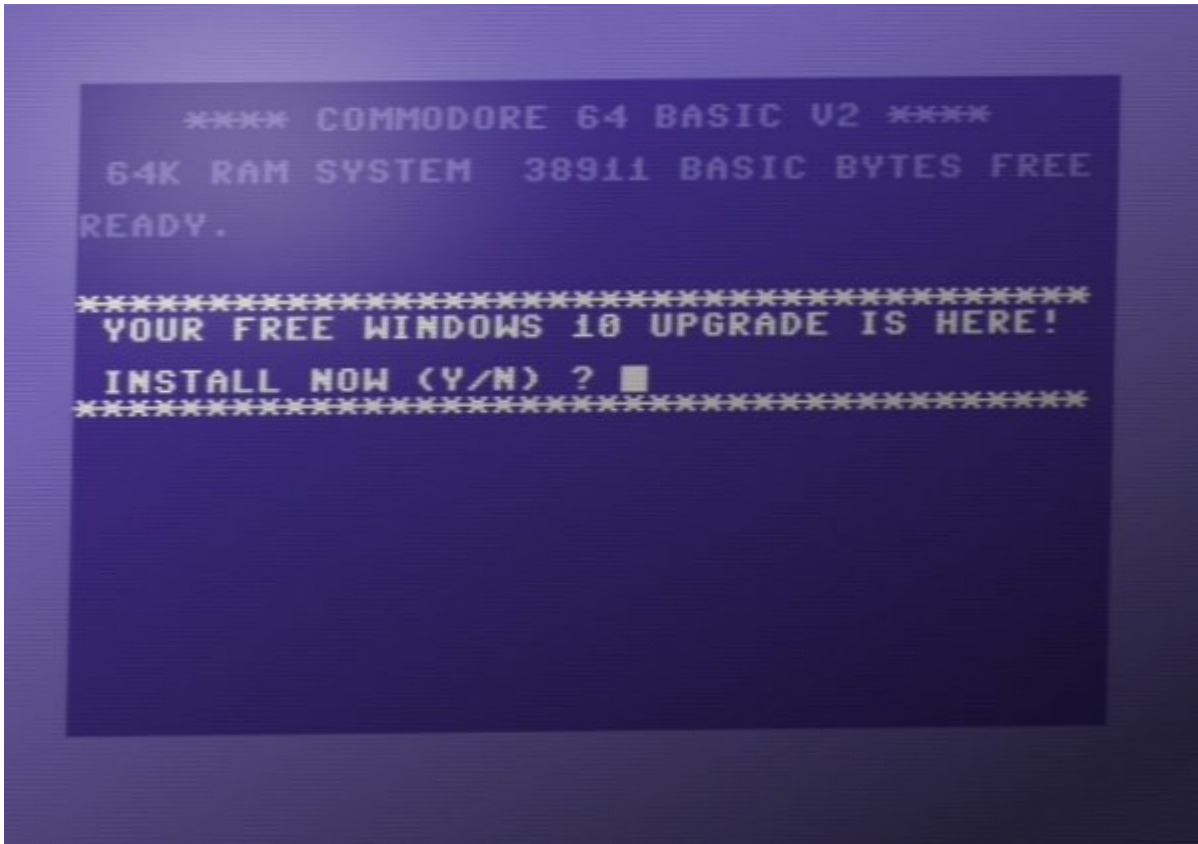 **** COMMODORE 64 BASIC V2 ****
64K RAM SYSTEM  38911 BASIC BYTES FREE
READY.
***************************************
YOUR FREE WINDOWS 10 UPGRADE IS HERE!
INSTALL NOW (Y/N) ?
***************************************